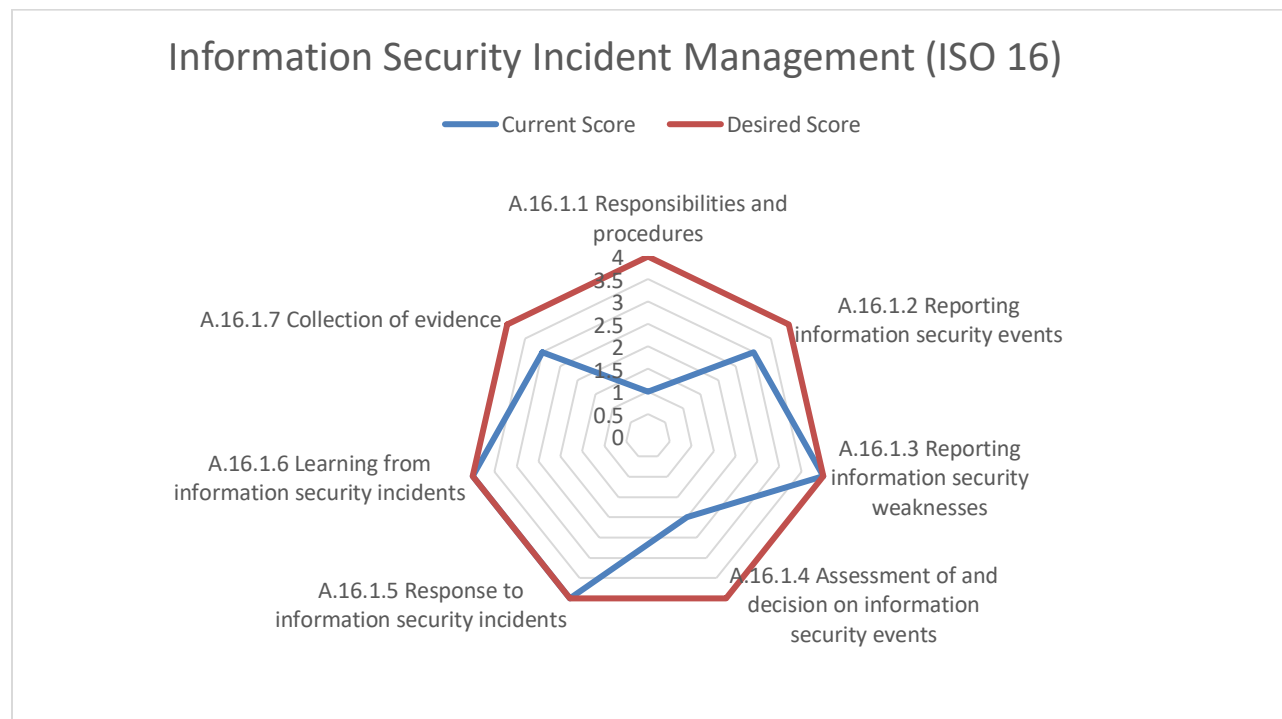 Information Security Incident Management (ISO 16)
Current Score
Desired Score
A.16.1.1 Responsibilities and
procedures
4
3.5
3
2.5
2
1.5
1
0.5
0
A.16.1.2 Reporting
information security events
A.16.1.3 Reporting
information security
weaknesses
A.16.1.4 Assessment of and
decision on information
security events
A.16.1.5 Response to
information security incidents
A.16.1.6 Learning from
information security incidents
A.16.1.7 Collection of evidence